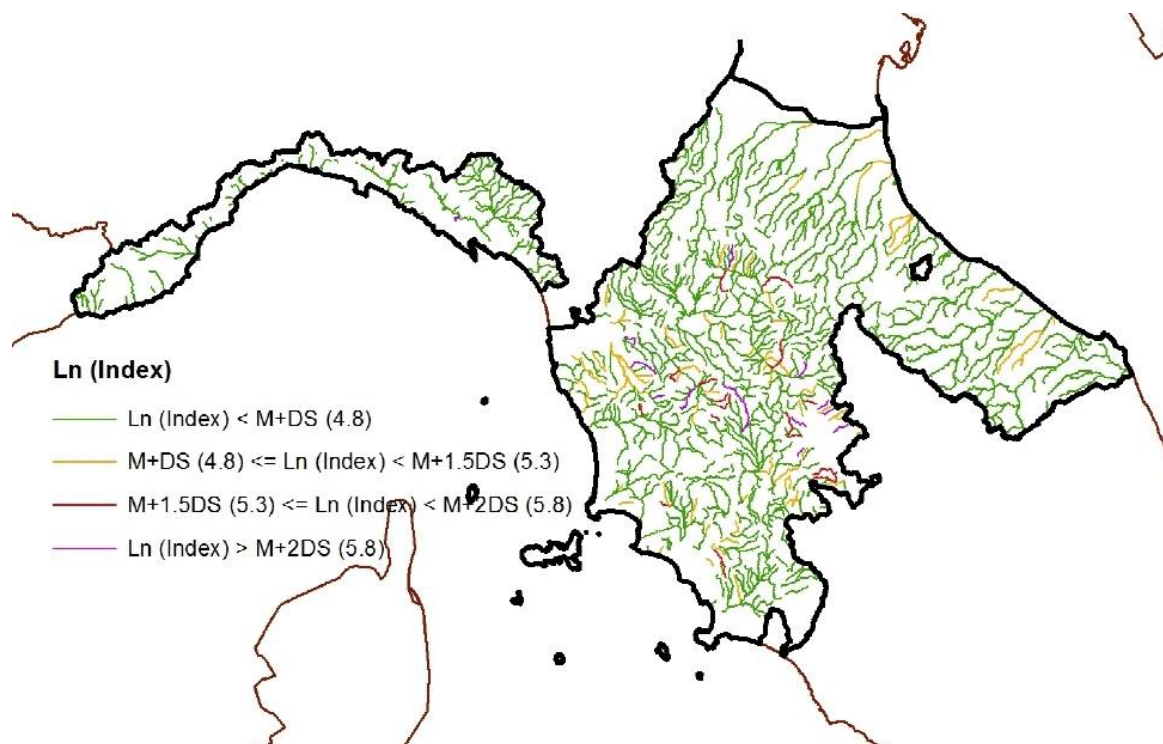 Ln (Index)
Ln (Index) < M+DS (4.8)
M+DS (4.8) <= Ln (Index) < M+1.5DS (5.3)
M+1.5DS (5.3) <= Ln (Index) < M+2DS (5.8)
Ln (Index) > M+2DS (5.8)